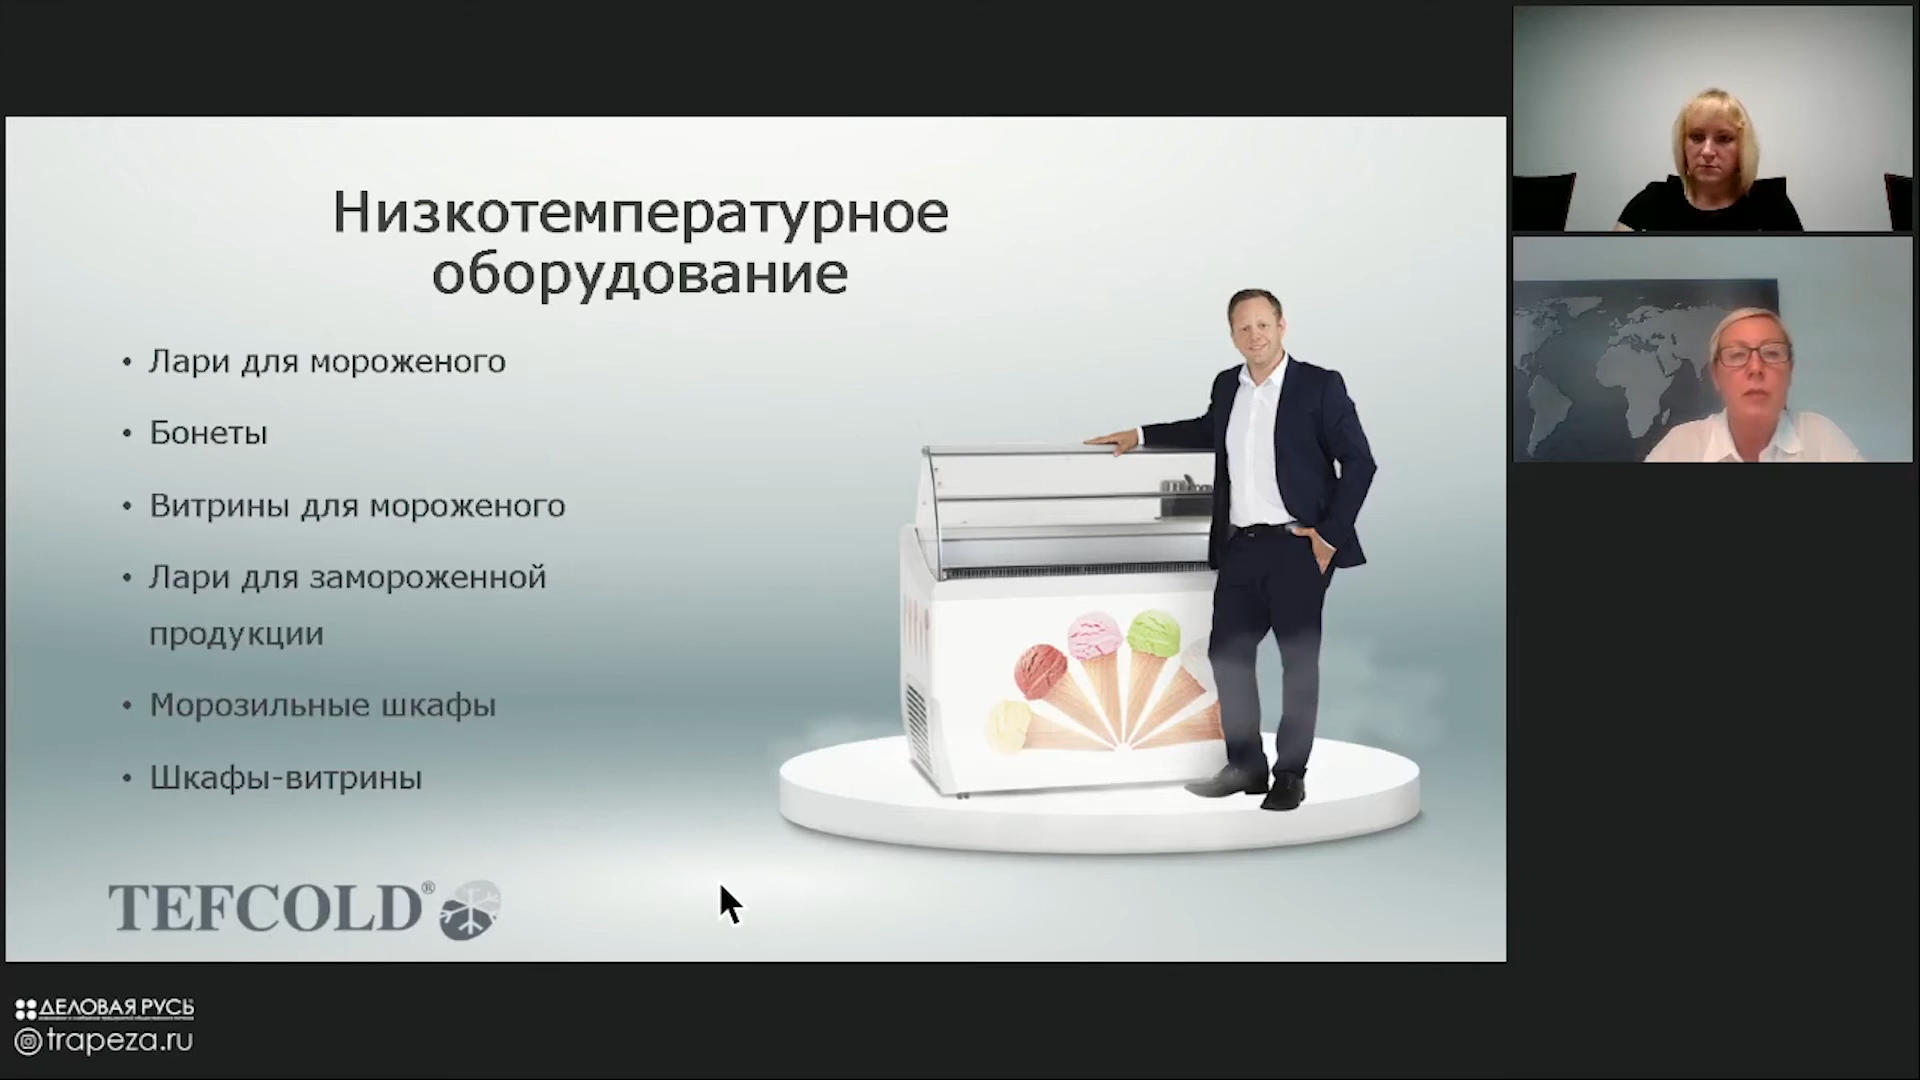 Низкотемпературное
оборудование
• Лари для мороженого
• Бонеты
• Витрины для мороженого
• Лари для замороженной
продукции
• Морозильные шкафы
• Шкафы-витрины
TEFCOLD®
ДЕЛОВАЯ РУСЬ
trapeza.ru